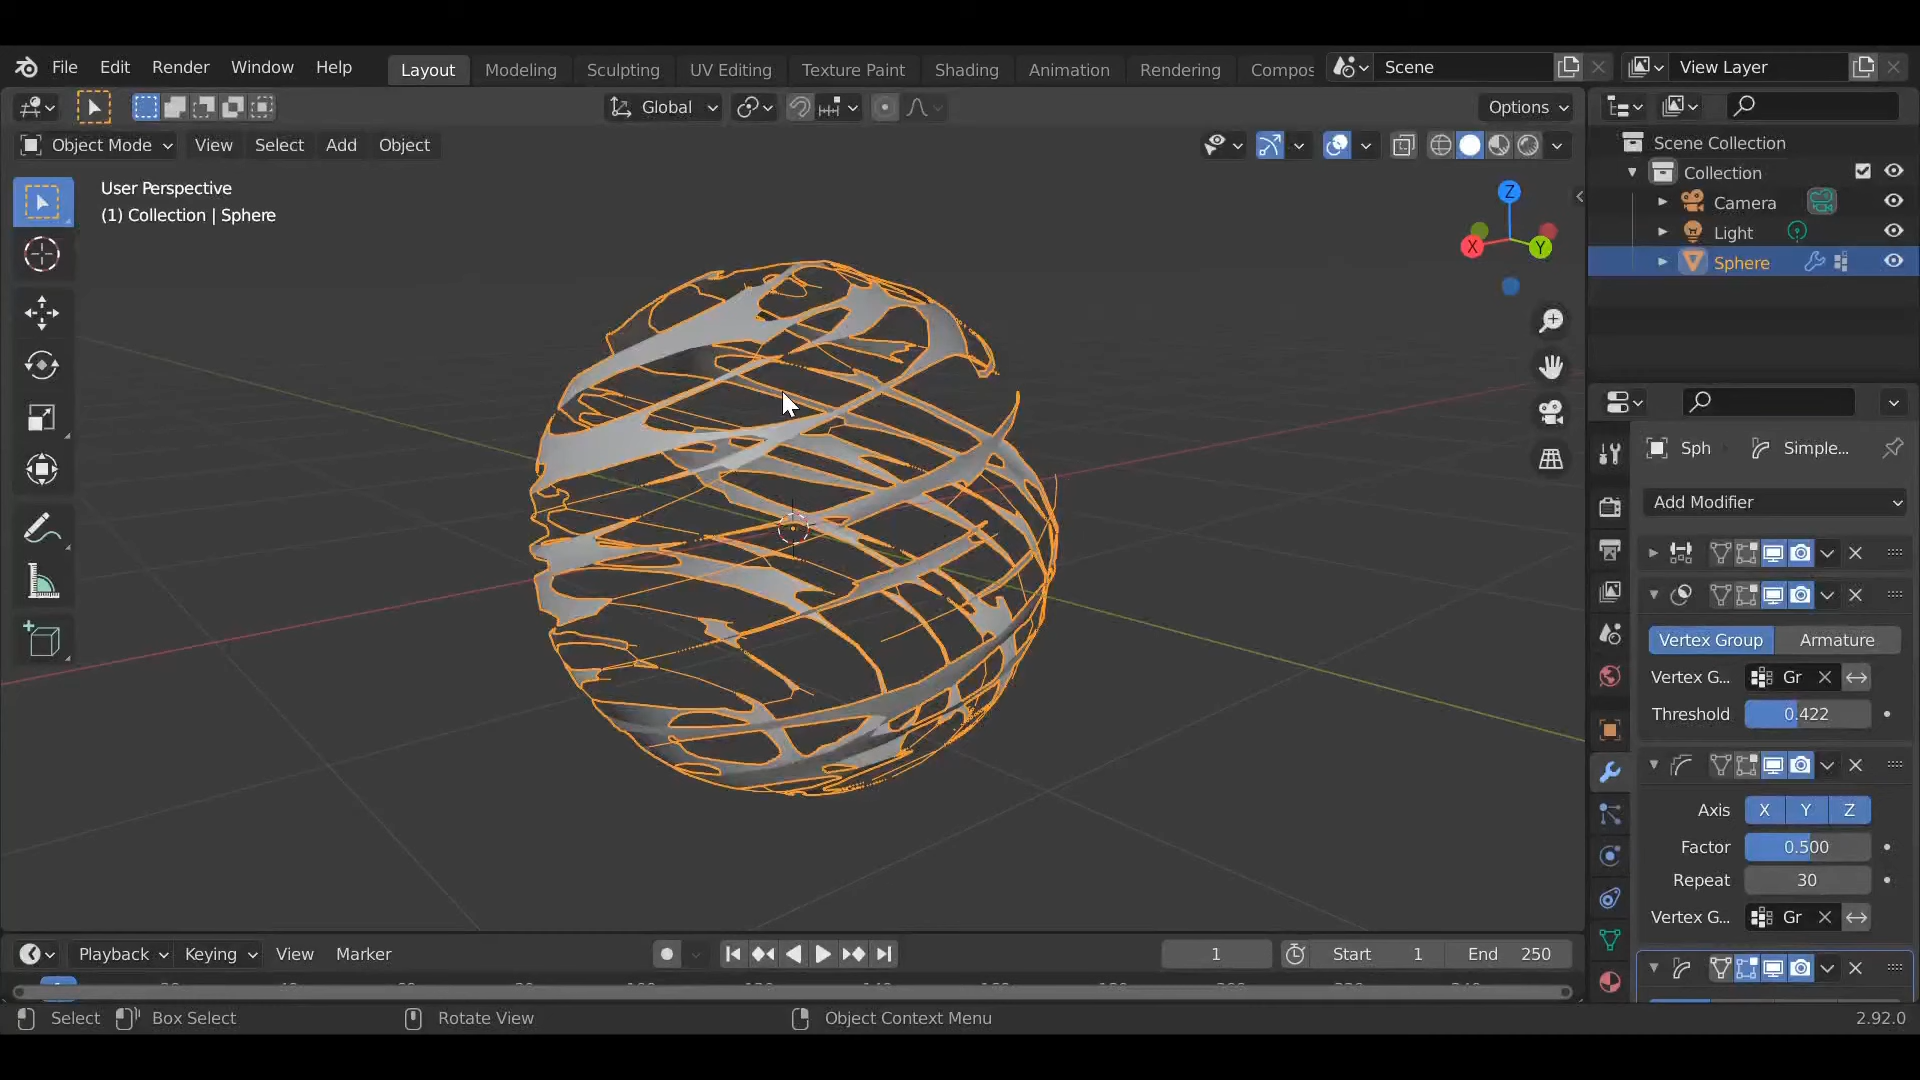 File Edit Render Window Help Layout Modeling Sculpting UV Editing Texture Paint Shading Animation Rendering Compos Scene View Layer
Global Options
Object Mode View Select Add Object
User Perspective
(1) Collection | Sphere
Z
X
Y
Scene Collection
Collection
Camera
Light
Sphere
Sph Simple...
Add Modifier
Vertex Group Armature
Vertex G... Gr
Threshold 0.422
Axis X Y Z
Factor 0.500
Repeat 30
Vertex G... Gr
Playback Keying View Marker 1 Start 1 End 250
Select Box Select Rotate View Object Context Menu 2.92.0